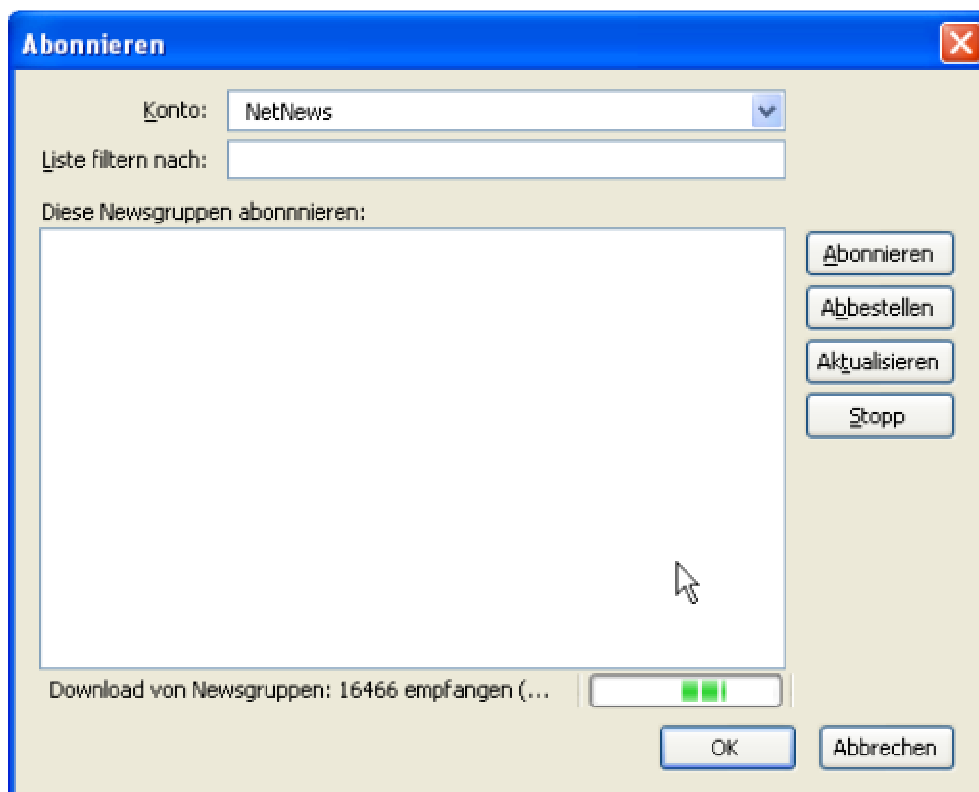 Abonnieren
Konto: NetNews
Liste filtern nach:
Diese Newsgruppen abonnnieren:
Abonnieren
Abbestellen
Aktualisieren
Stopp
Download von Newsgruppen: 16466 empfangen (...
OK
Abbrechen